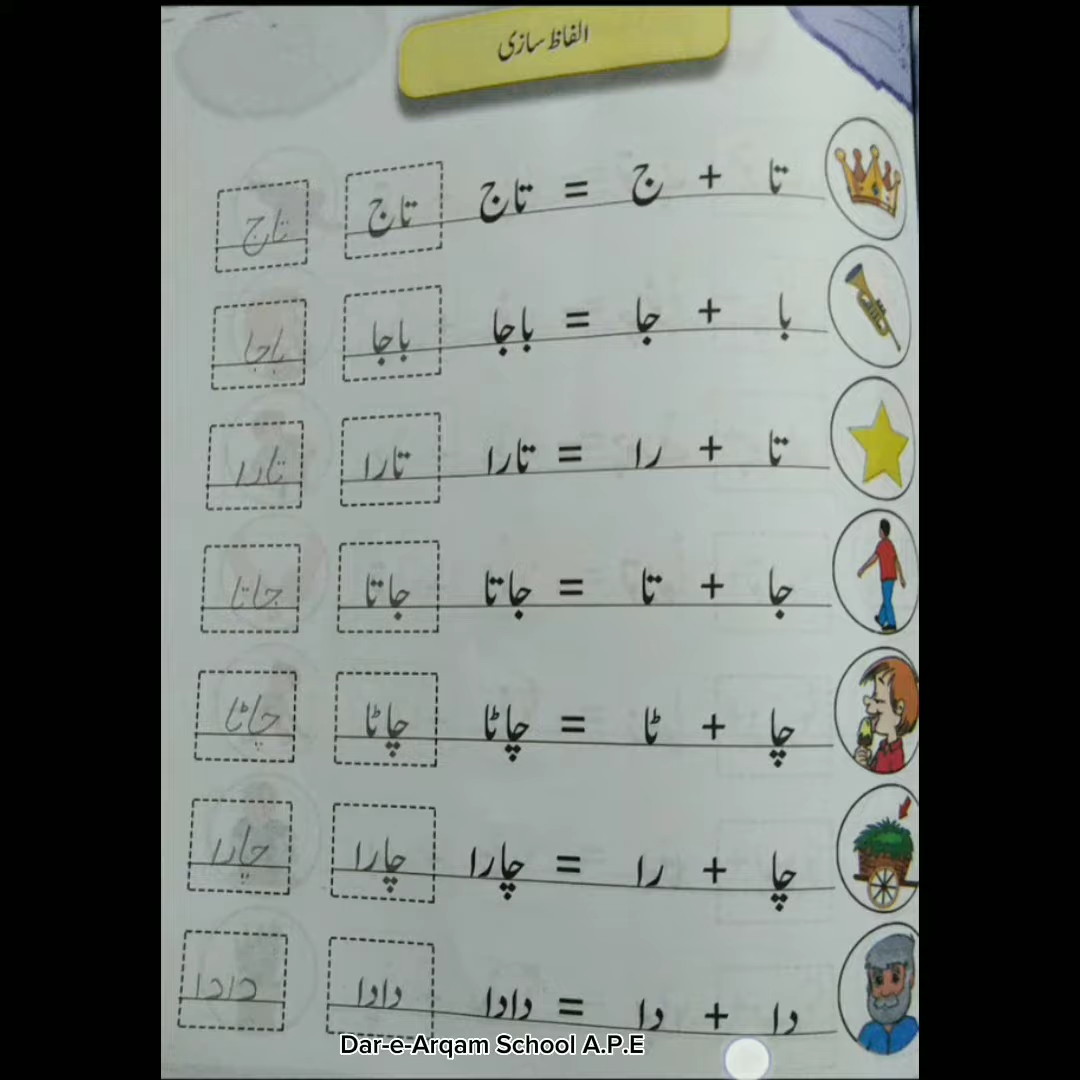 الفاظ سازی
تا + ج = تاج تاج تاج
با + جا = باجا باجا باجا
تا + را = تارا تارا تارا
جا + تا = جاتا جاتا جاتا
چا + ٹا = چاٹا چاٹا چاٹا
چا + را = چارا چارا چارا
دا + دا = دادا دادا دادا
Dar-e-Arqam School A.P.E